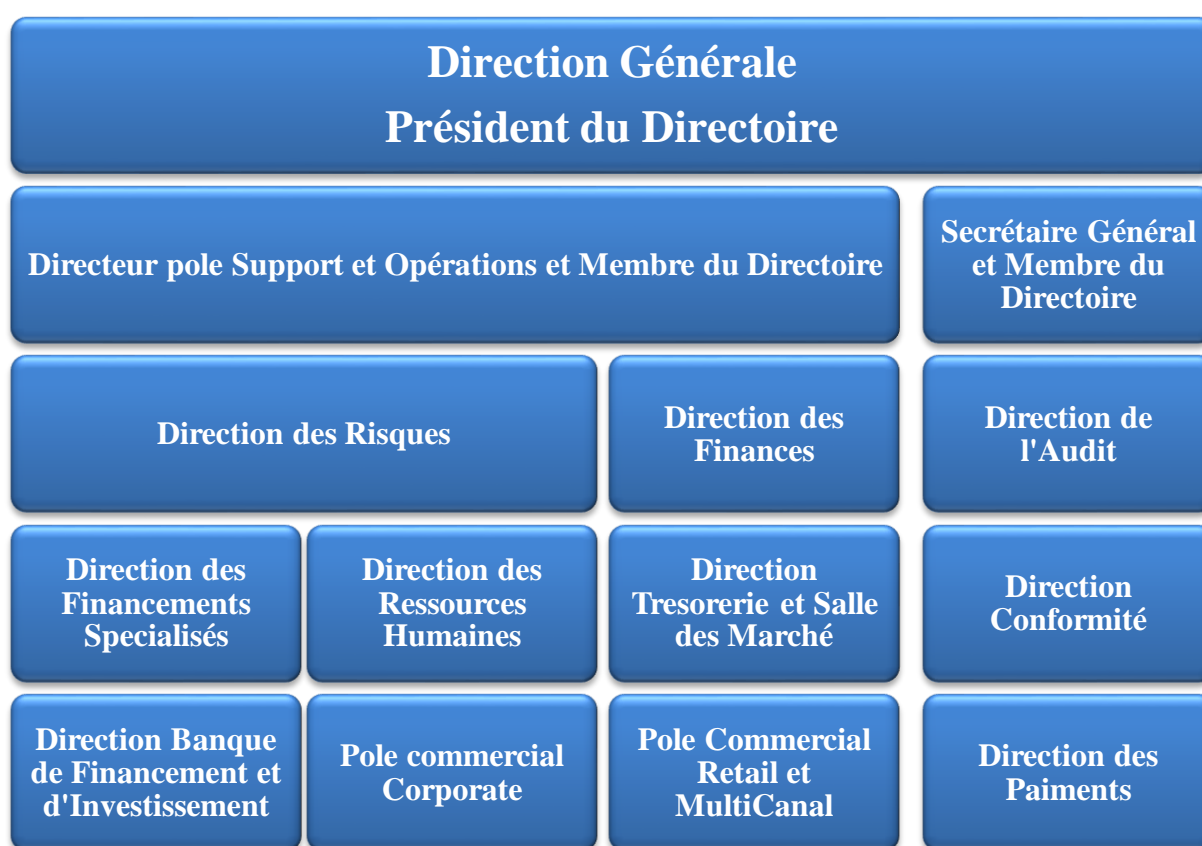 Direction Générale
Président du Directoire
Directeur pole Support et Opérations et Membre du Directoire
Secrétaire Général
et Membre du
Directoire
Direction des Risques
Direction des
Finances
Direction de
l'Audit
Direction des
Financements
Specialisés
Direction des
Ressources
Humaines
Direction
Tresorerie et Salle
des Marché
Direction
Conformité
Direction Banque
de Financement et
d'Investissement
Pole commercial
Corporate
Pole Commercial
Retail et
MultiCanal
Direction des
Paiments